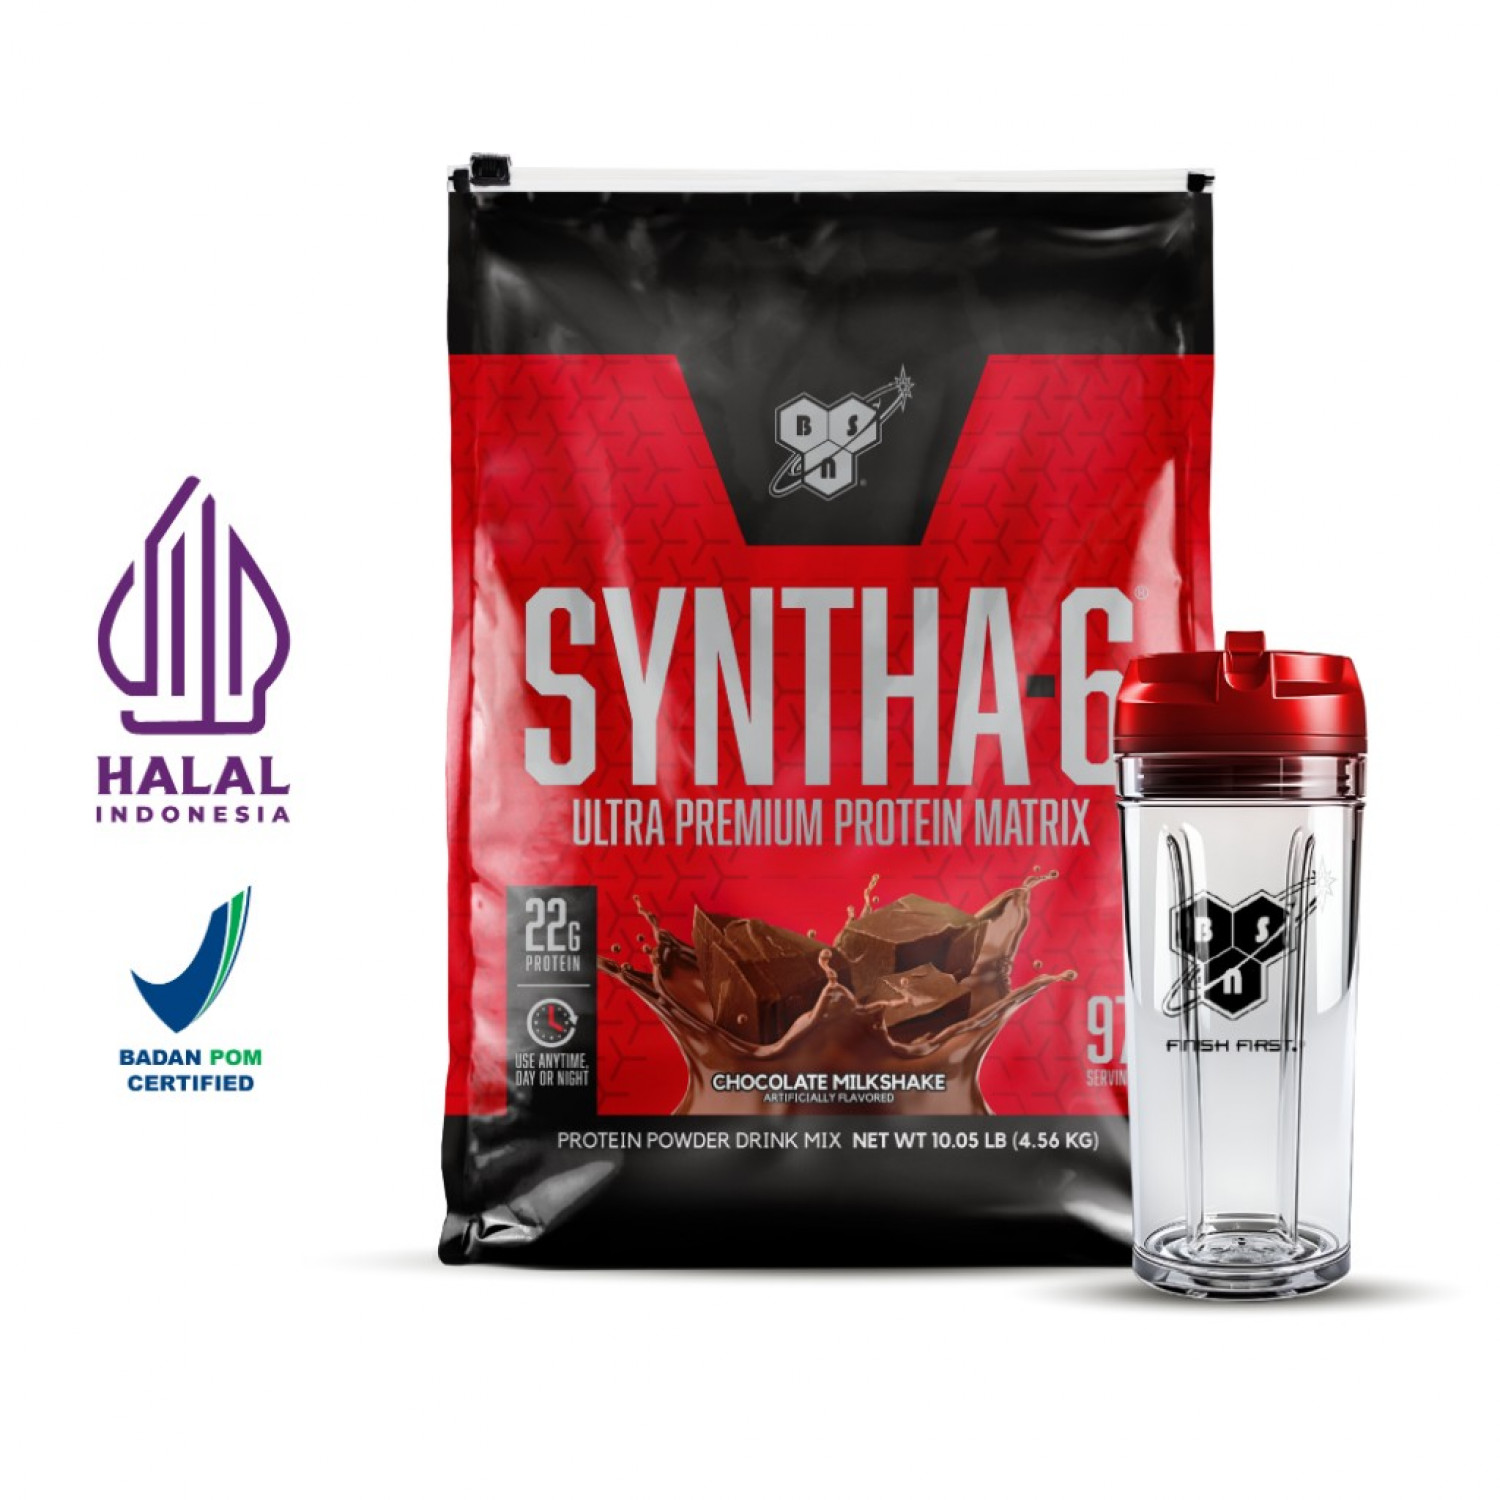 B S
n
SYNTHA-6®
ULTRA PREMIUM PROTEIN MATRIX
22G
PROTEIN
USE ANYTIME,
DAY OR NIGHT
CHOCOLATE MILKSHAKE
ARTIFICIALLY FLAVORED
PROTEIN POWDER DRINK MIX NET WT 10.05 LB (4.56 KG)
HALAL
INDONESIA
BADAN POM
CERTIFIED
B S
n
FINISH FIRST.